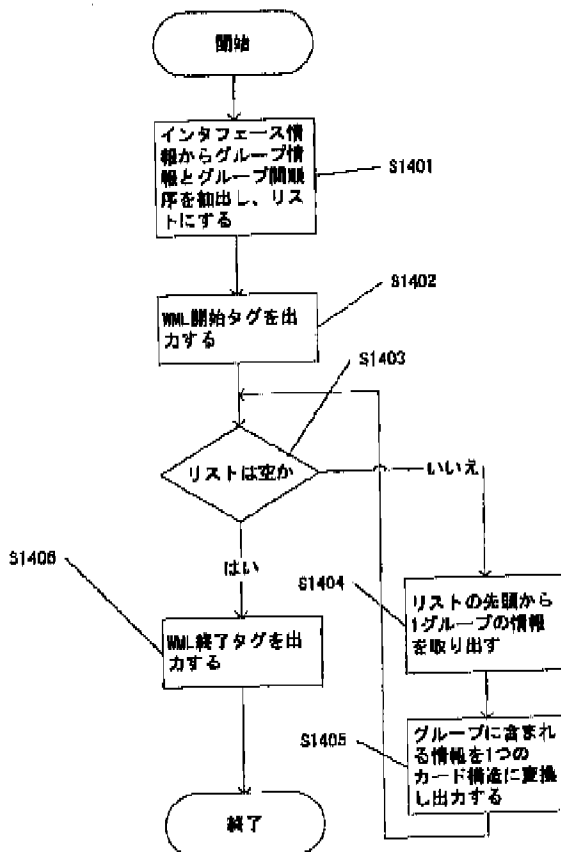 開始
インタフェース情
報からグループ情
報とグループ間順
序を抽出し、リス
トにする
S1401
WML開始タグを出
力する
S1402
S1403
リストは空か
いいえ
はい
S1404
リストの先頭から
1グループの情報
を取り出す
S1406
WML終了タグを出
力する
S1405
グループに含まれ
る情報を1つの
カード構造に変換
し出力する
終了